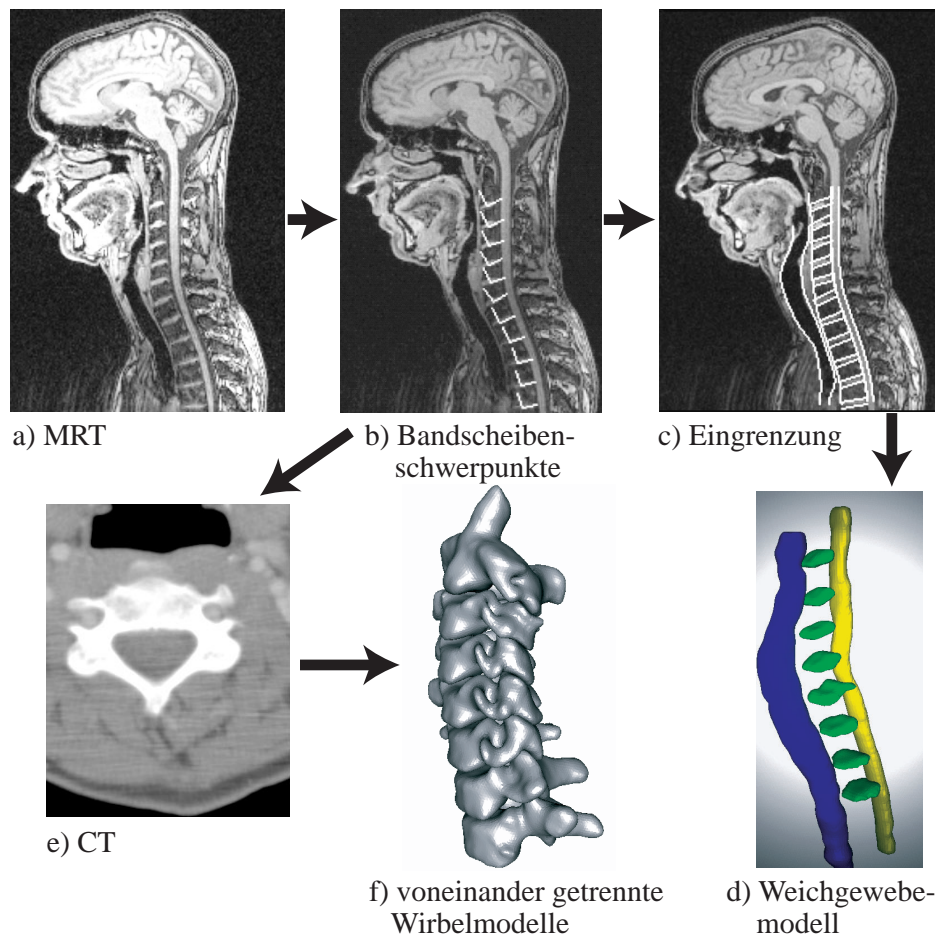 a) MRT
b) Bandscheiben-
schwerpunkte
c) Eingrenzung
e) CT
f) voneinander getrennte
Wirbelmodelle
d) Weichgewebe-
modell